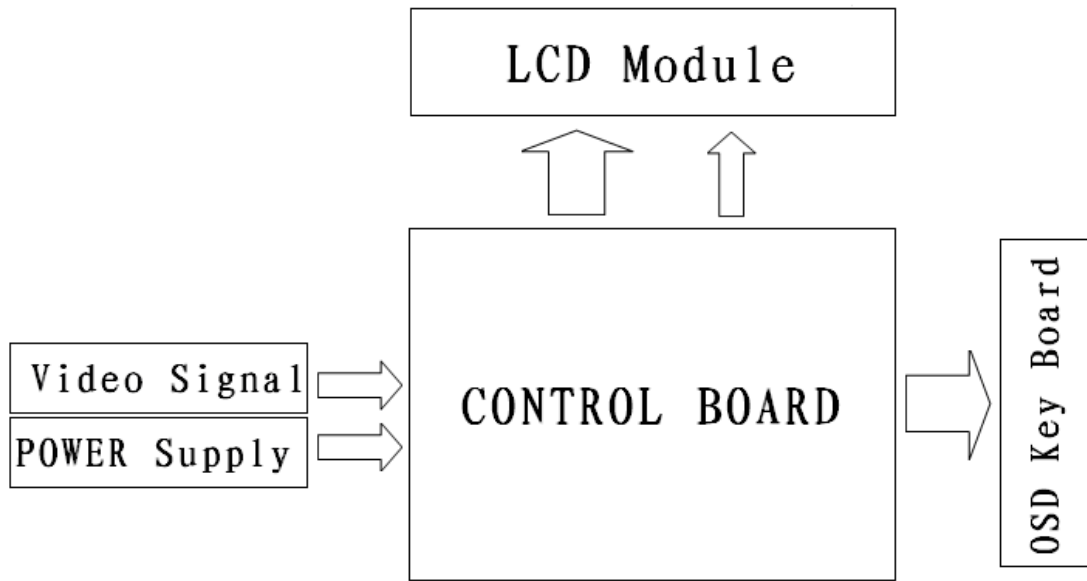 LCD Module
Video Signal
POWER Supply
CONTROL BOARD
OSD Key Board